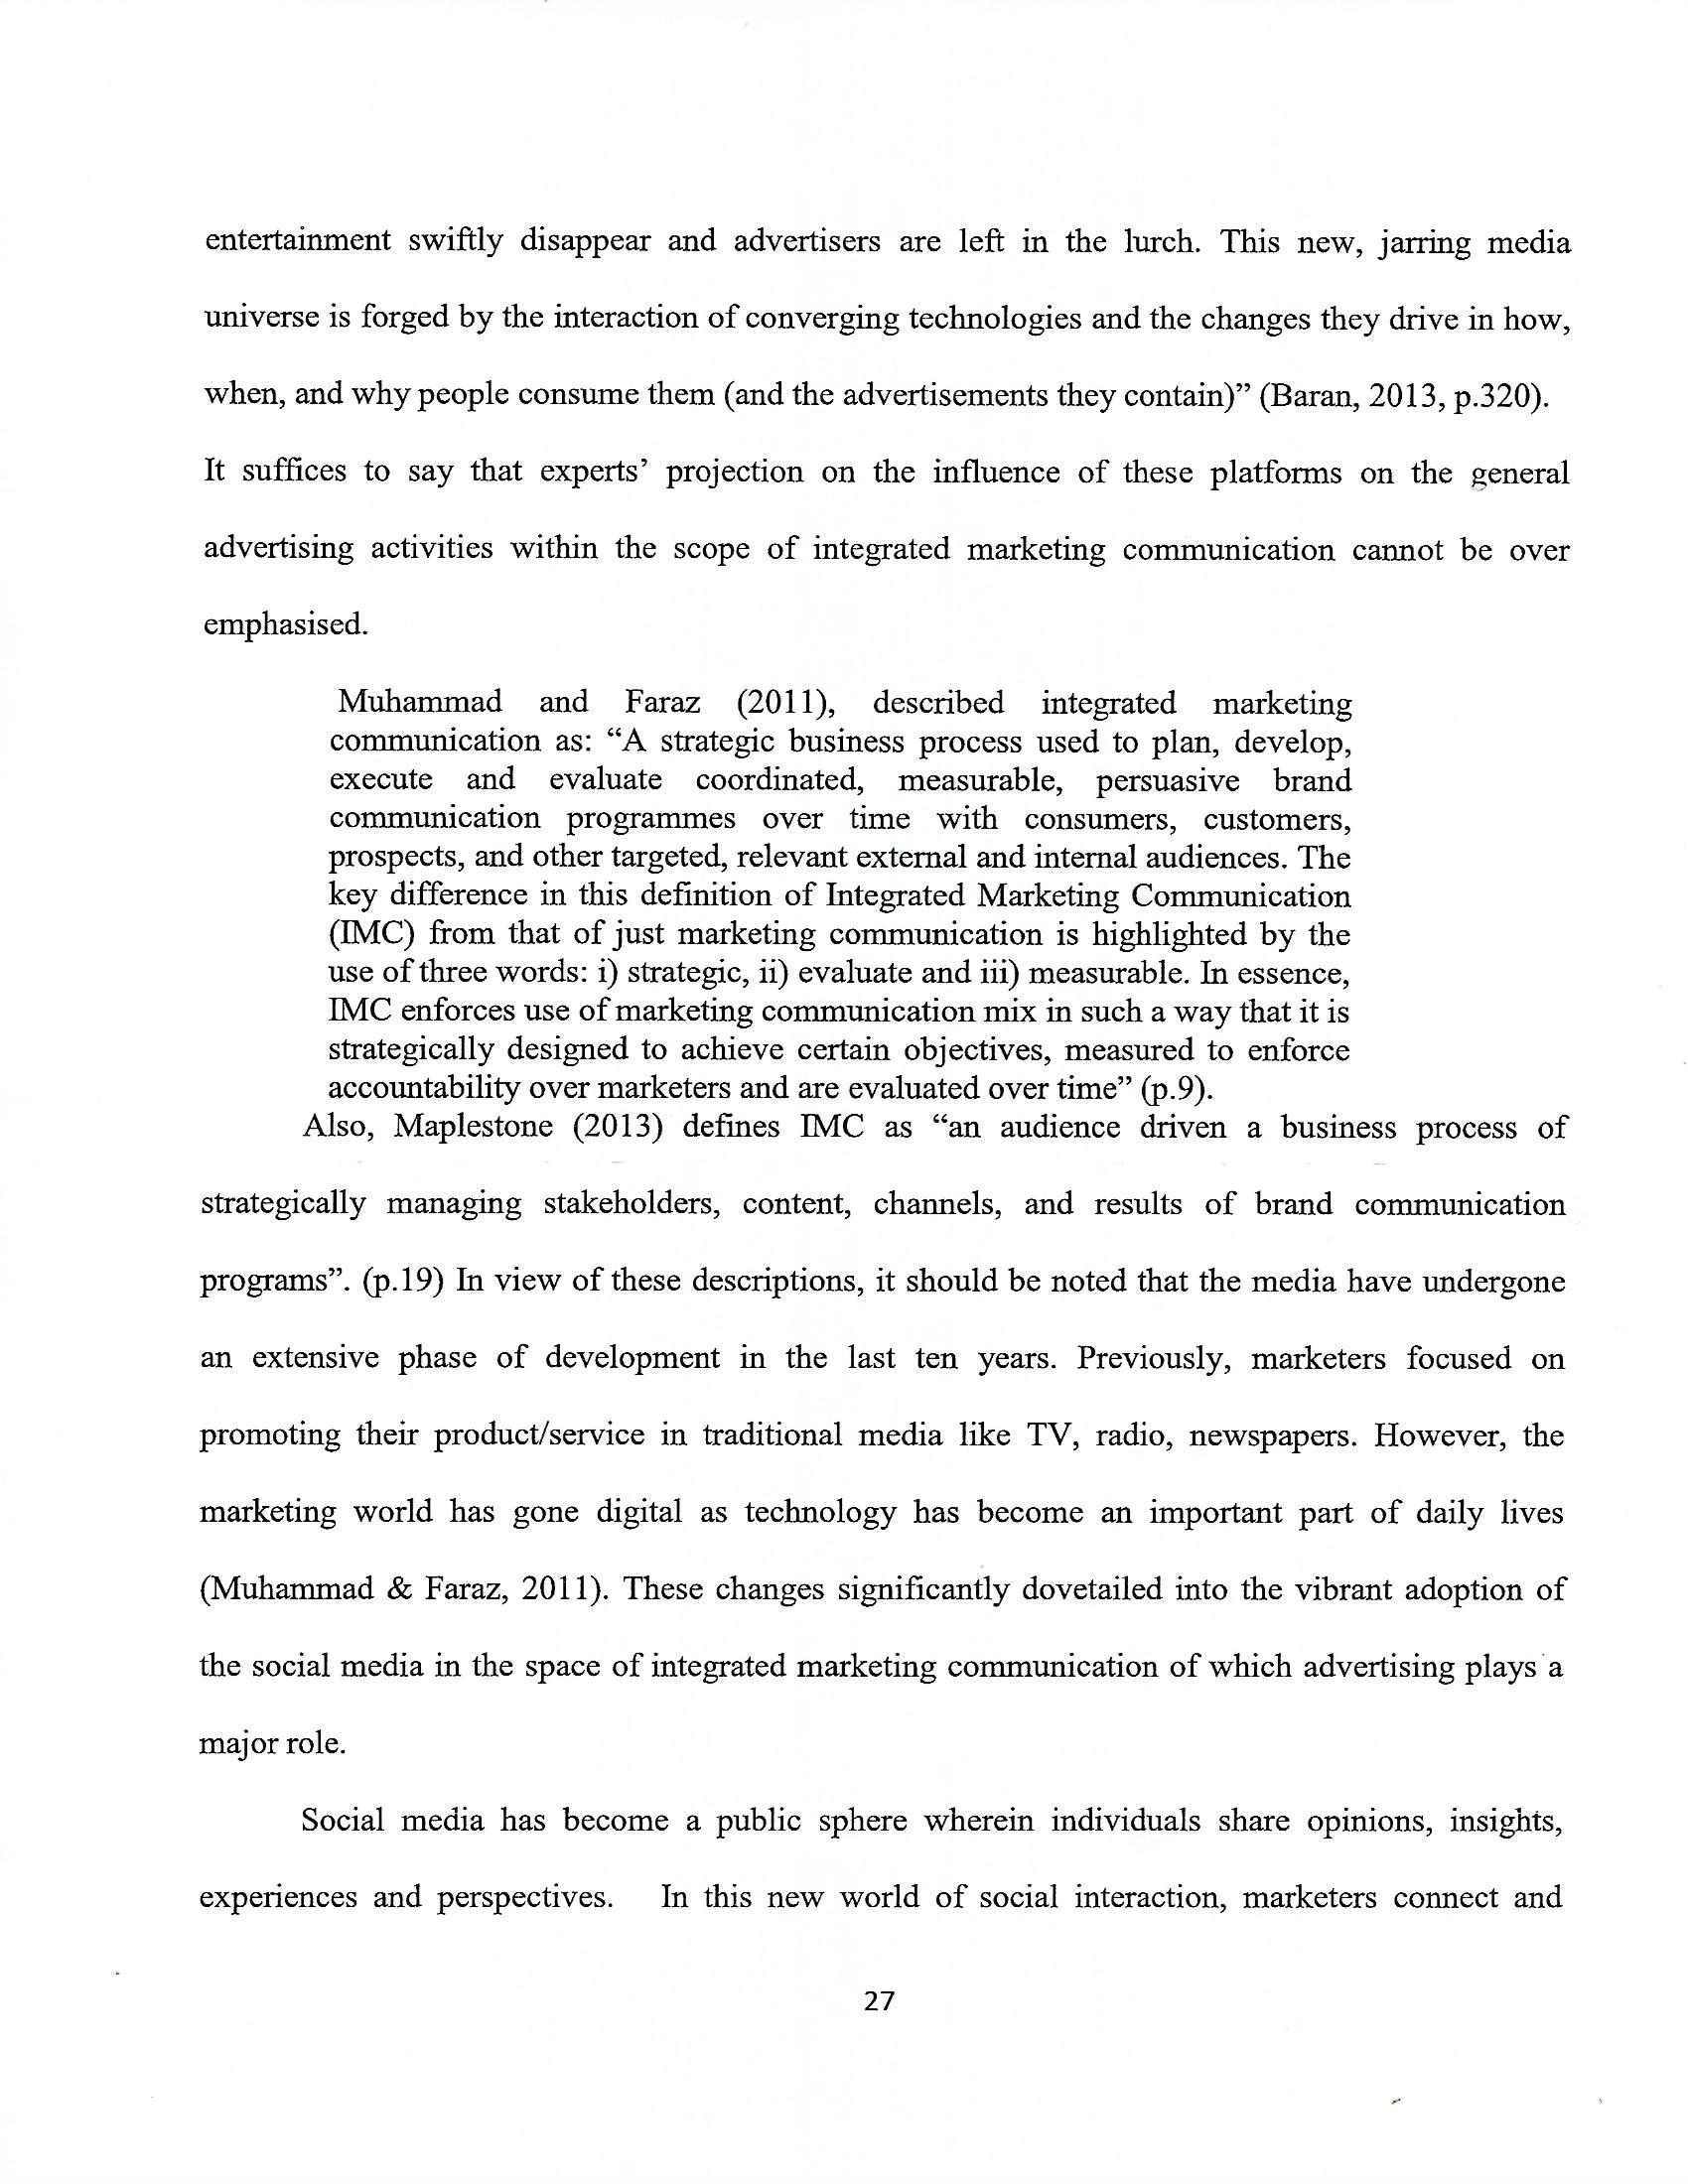 entertainment swiftly disappear and advertisers are left in the lurch. This new, jarring media
universe is forged by the interaction of converging technologies and the changes they drive in how,
when, and why people consume them (and the advertisements they contain)” (Baran, 2013, p.320).
It suffices to say that experts’ projection on the influence of these platforms on the general
advertising activities within the scope of integrated marketing communication cannot be over
emphasised.
Muhammad and Faraz (2011), described integrated marketing
communication as: “A strategic business process used to plan, develop,
execute and evaluate coordinated, measurable, persuasive brand
communication programmes over time with consumers, customers,
prospects, and other targeted, relevant external and internal audiences. The
key difference in this definition of Integrated Marketing Communication
(IMC) from that of just marketing communication is highlighted by the
use of three words: i) strategic, ii) evaluate and iii) measurable. In essence,
IMC enforces use of marketing communication mix in such a way that it is
strategically designed to achieve certain objectives, measured to enforce
accountability over marketers and are evaluated over time” (p.9).
Also, Maplestone (2013) defines IMC as “an audience driven a business process of
strategically managing stakeholders, content, channels, and results of brand communication
programs”. (p.19) In view of these descriptions, it should be noted that the media have undergone
an extensive phase of development in the last ten years. Previously, marketers focused on
promoting their product/service in traditional media like TV, radio, newspapers. However, the
marketing world has gone digital as technology has become an important part of daily lives
(Muhammad & Faraz, 2011). These changes significantly dovetailed into the vibrant adoption of
the social media in the space of integrated marketing communication of which advertising plays a
major role.
Social media has become a public sphere wherein individuals share opinions, insights,
experiences and perspectives. In this new world of social interaction, marketers connect and
27